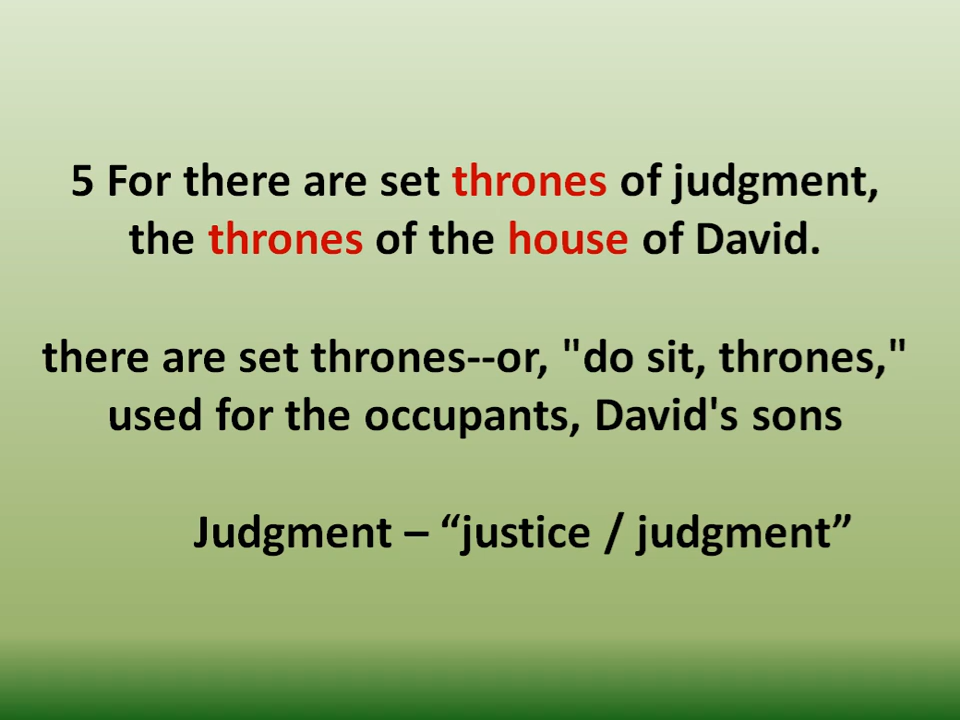 5 For there are set thrones of judgment,
the thrones of the house of David.
there are set thrones--or, "do sit, thrones,"
used for the occupants, David's sons
Judgment – “justice / judgment”